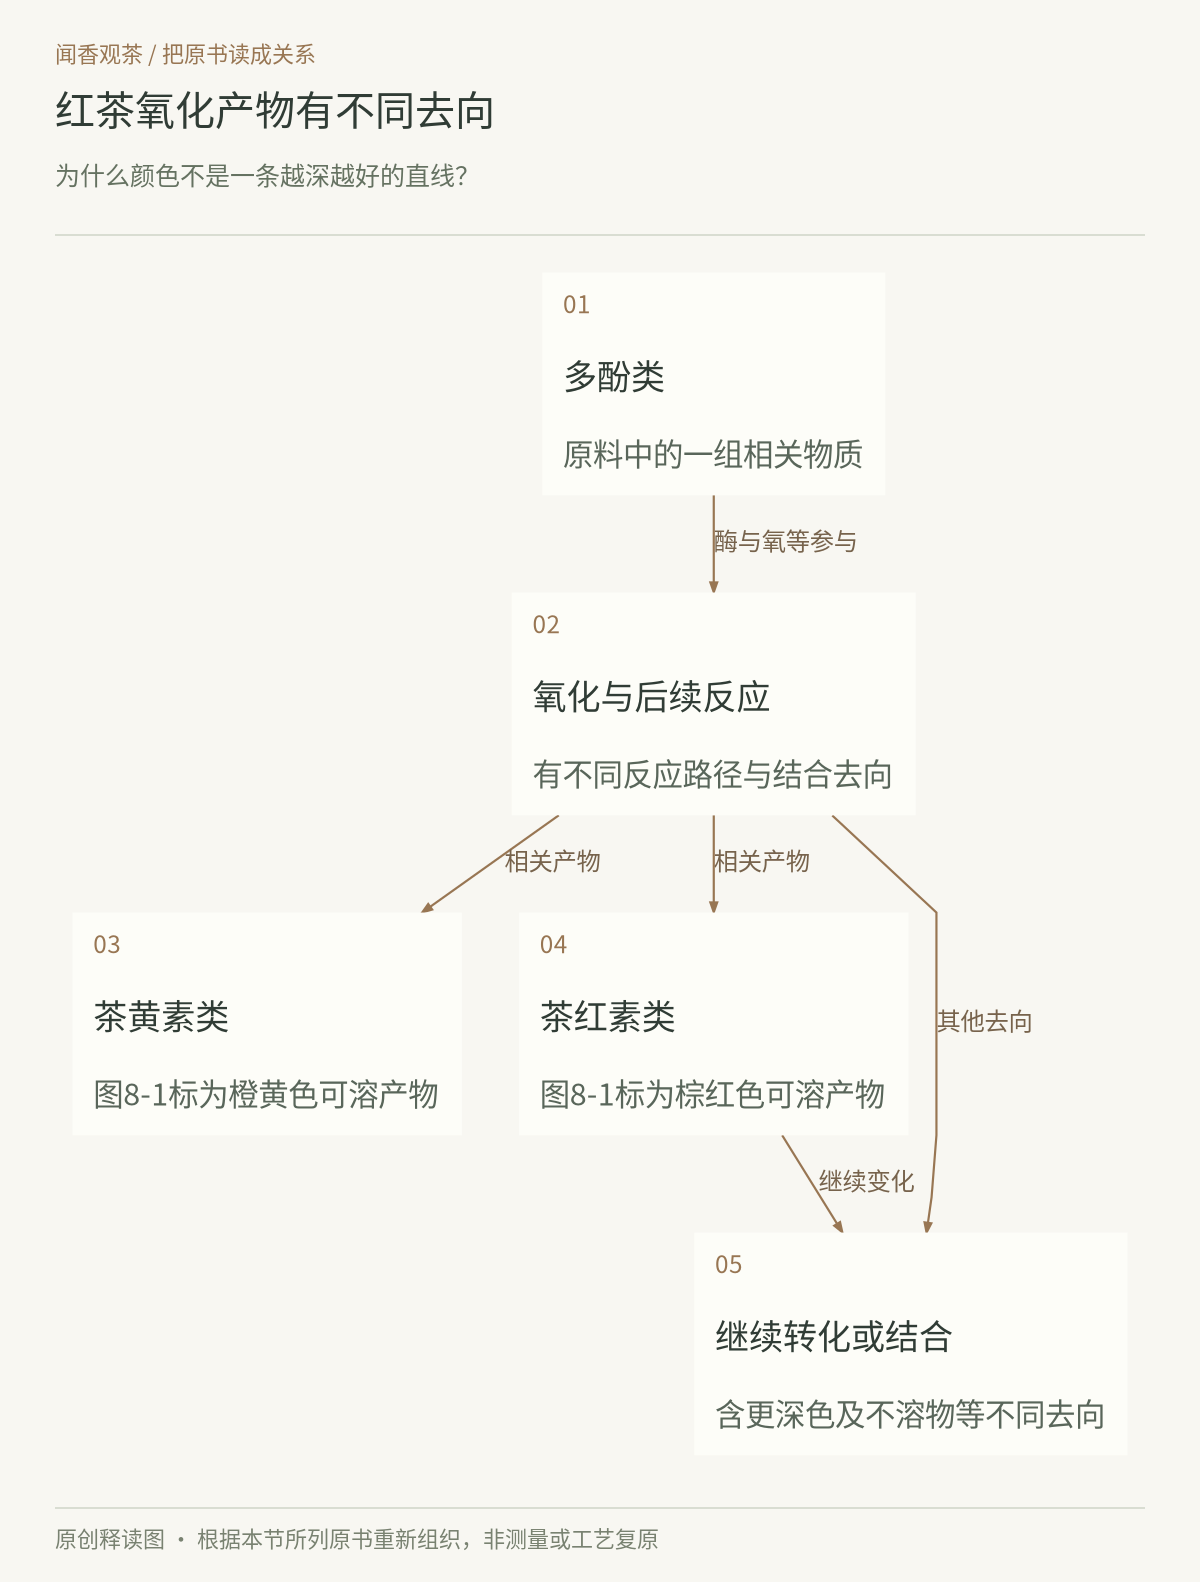 闻香观茶 / 把原书读成关系
红茶氧化产物有不同去向
为什么颜色不是一条越深越好的直线？
01
多酚类
原料中的一组相关物质
酶与氧等参与
02
氧化与后续反应
有不同反应路径与结合去向
相关产物
相关产物
03
茶黄素类
图8-1标为橙黄色可溶产物
04
茶红素类
图8-1标为棕红色可溶产物
其他去向
继续变化
05
继续转化或结合
含更深色及不溶物等不同去向
原创释读图 · 根据本节所列原书重新组织，非测量或工艺复原